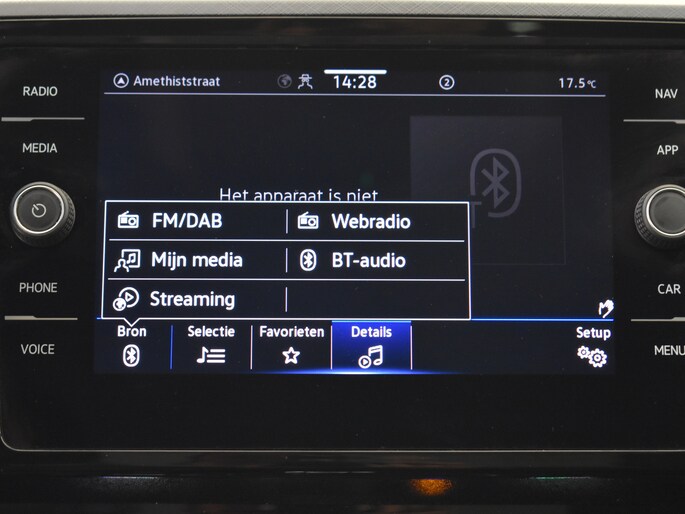 RADIO
MEDIA
PHONE
VOICE
Amethiststraat
14:28
2
17.5°C
Het apparaat is niet
FM/DAB
Webradio
Mijn media
BT-audio
Streaming
Bron
Selectie
Favorieten
Details
Setup
NAV
APP
CAR
MENU